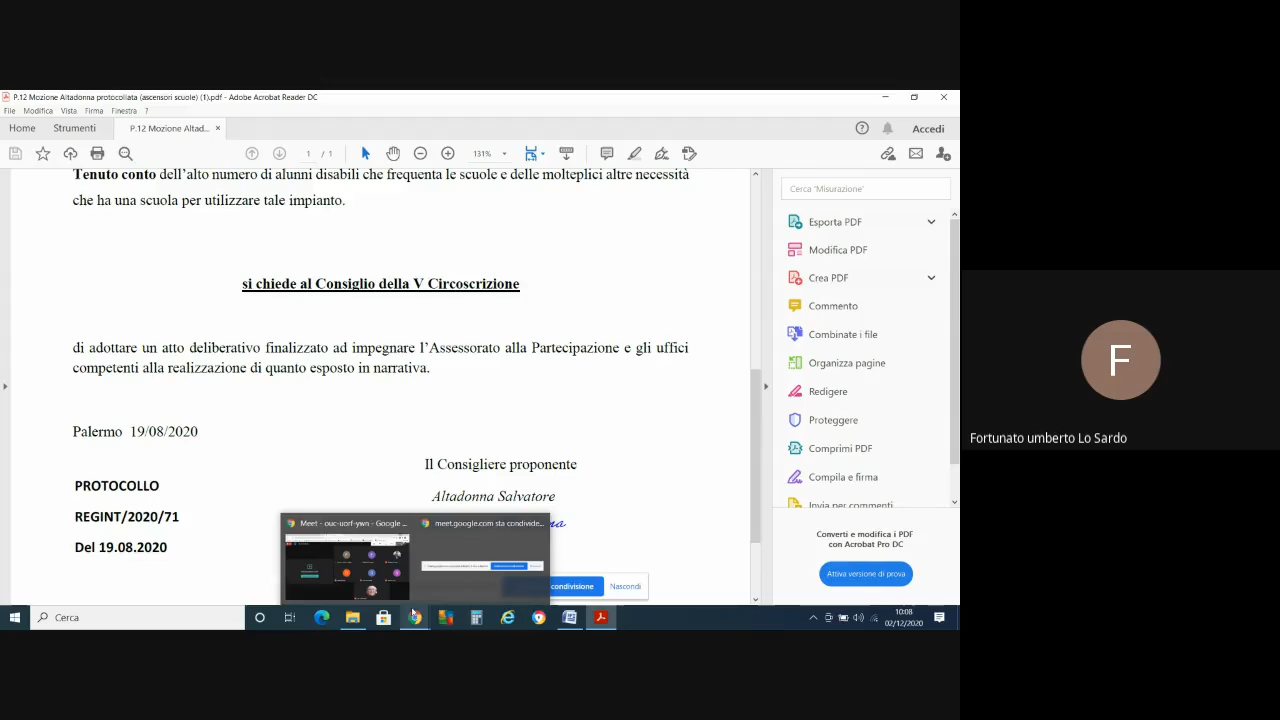 P.12 Mozione Altadonna protocollata (ascensori scuole) (1).pdf - Adobe Acrobat Reader DC
File Modifica Vista Firma Finestra ?
Home Strumenti P.12 Mozione Altad... × Accedi
1 / 1 131%
Tenuto conto dell'alto numero di alunni disabili che frequenta le scuole e delle molteplici altre necessità
che ha una scuola per utilizzare tale impianto.
si chiede al Consiglio della V Circoscrizione
di adottare un atto deliberativo finalizzato ad impegnare l'Assessorato alla Partecipazione e gli uffici
competenti alla realizzazione di quanto esposto in narrativa.
Palermo 19/08/2020
Il Consigliere proponente
Altadonna Salvatore
PROTOCOLLO
REGINT/2020/71
Del 19.08.2020
Meet - ouc-uorf-ywn - Google ...
meet.google.com sta condivide...
condivisione Nascondi
Cerca 'Misurazione'
Esporta PDF
Modifica PDF
Crea PDF
Commento
Combinate i file
Organizza pagine
Redigere
Proteggere
Comprimi PDF
Compila e firma
Invia per commenti
Converti e modifica i PDF
con Acrobat Pro DC
Attiva versione di prova
Cerca
10:08
02/12/2020
F
Fortunato umberto Lo Sardo